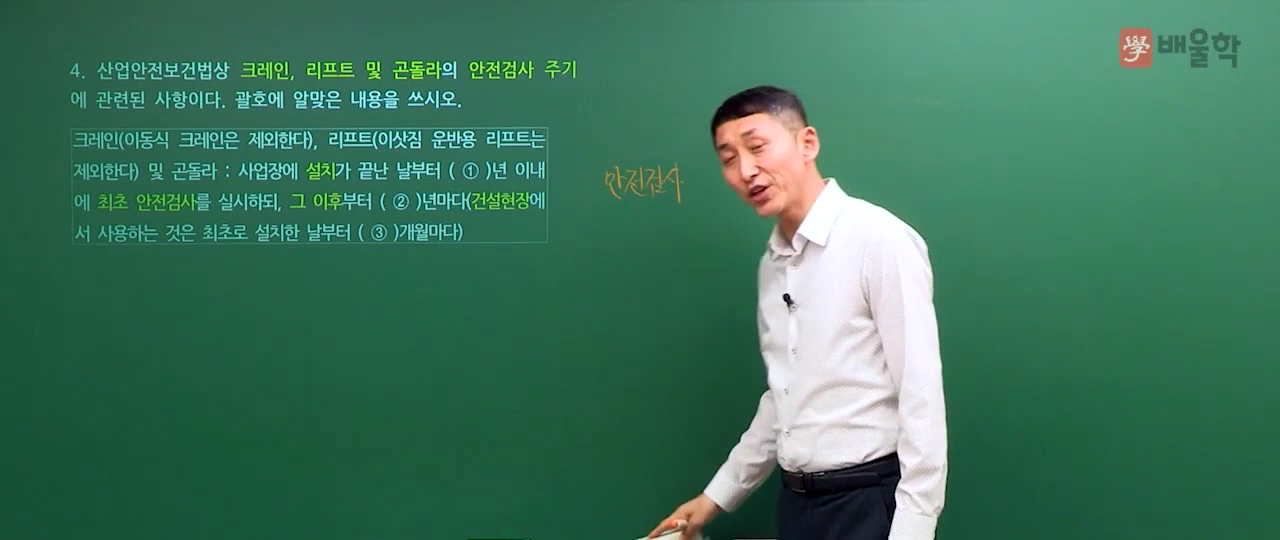 學 배울학
4. 산업안전보건법상 크레인, 리프트 및 곤돌라의 안전검사 주기
에 관련된 사항이다. 괄호에 알맞은 내용을 쓰시오.
크레인(이동식 크레인은 제외한다), 리프트(이삿짐 운반용 리프트는
제외한다) 및 곤돌라 : 사업장에 설치가 끝난 날부터 ( ① )년 이내
에 최초 안전검사를 실시하되, 그 이후부터 ( ② )년마다(건설현장에
서 사용하는 것은 최초로 설치한 날부터 ( ③ )개월마다)
안전검사